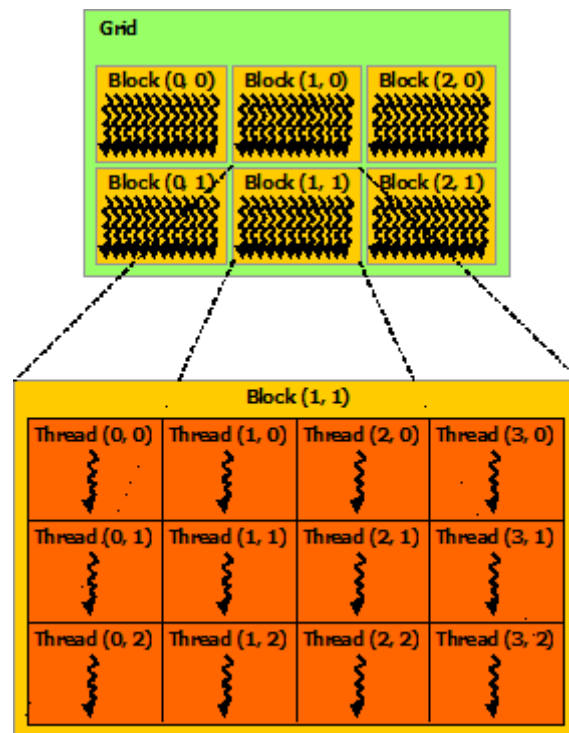 Grid
Block (0, 0) Block (1, 0) Block (2, 0)
Block (0, 1) Block (1, 1) Block (2, 1)
Block (1, 1)
Thread (0, 0) Thread (1, 0) Thread (2, 0) Thread (3, 0)
Thread (0, 1) Thread (1, 1) Thread (2, 1) Thread (3, 1)
Thread (0, 2) Thread (1, 2) Thread (2, 2) Thread (3, 2)